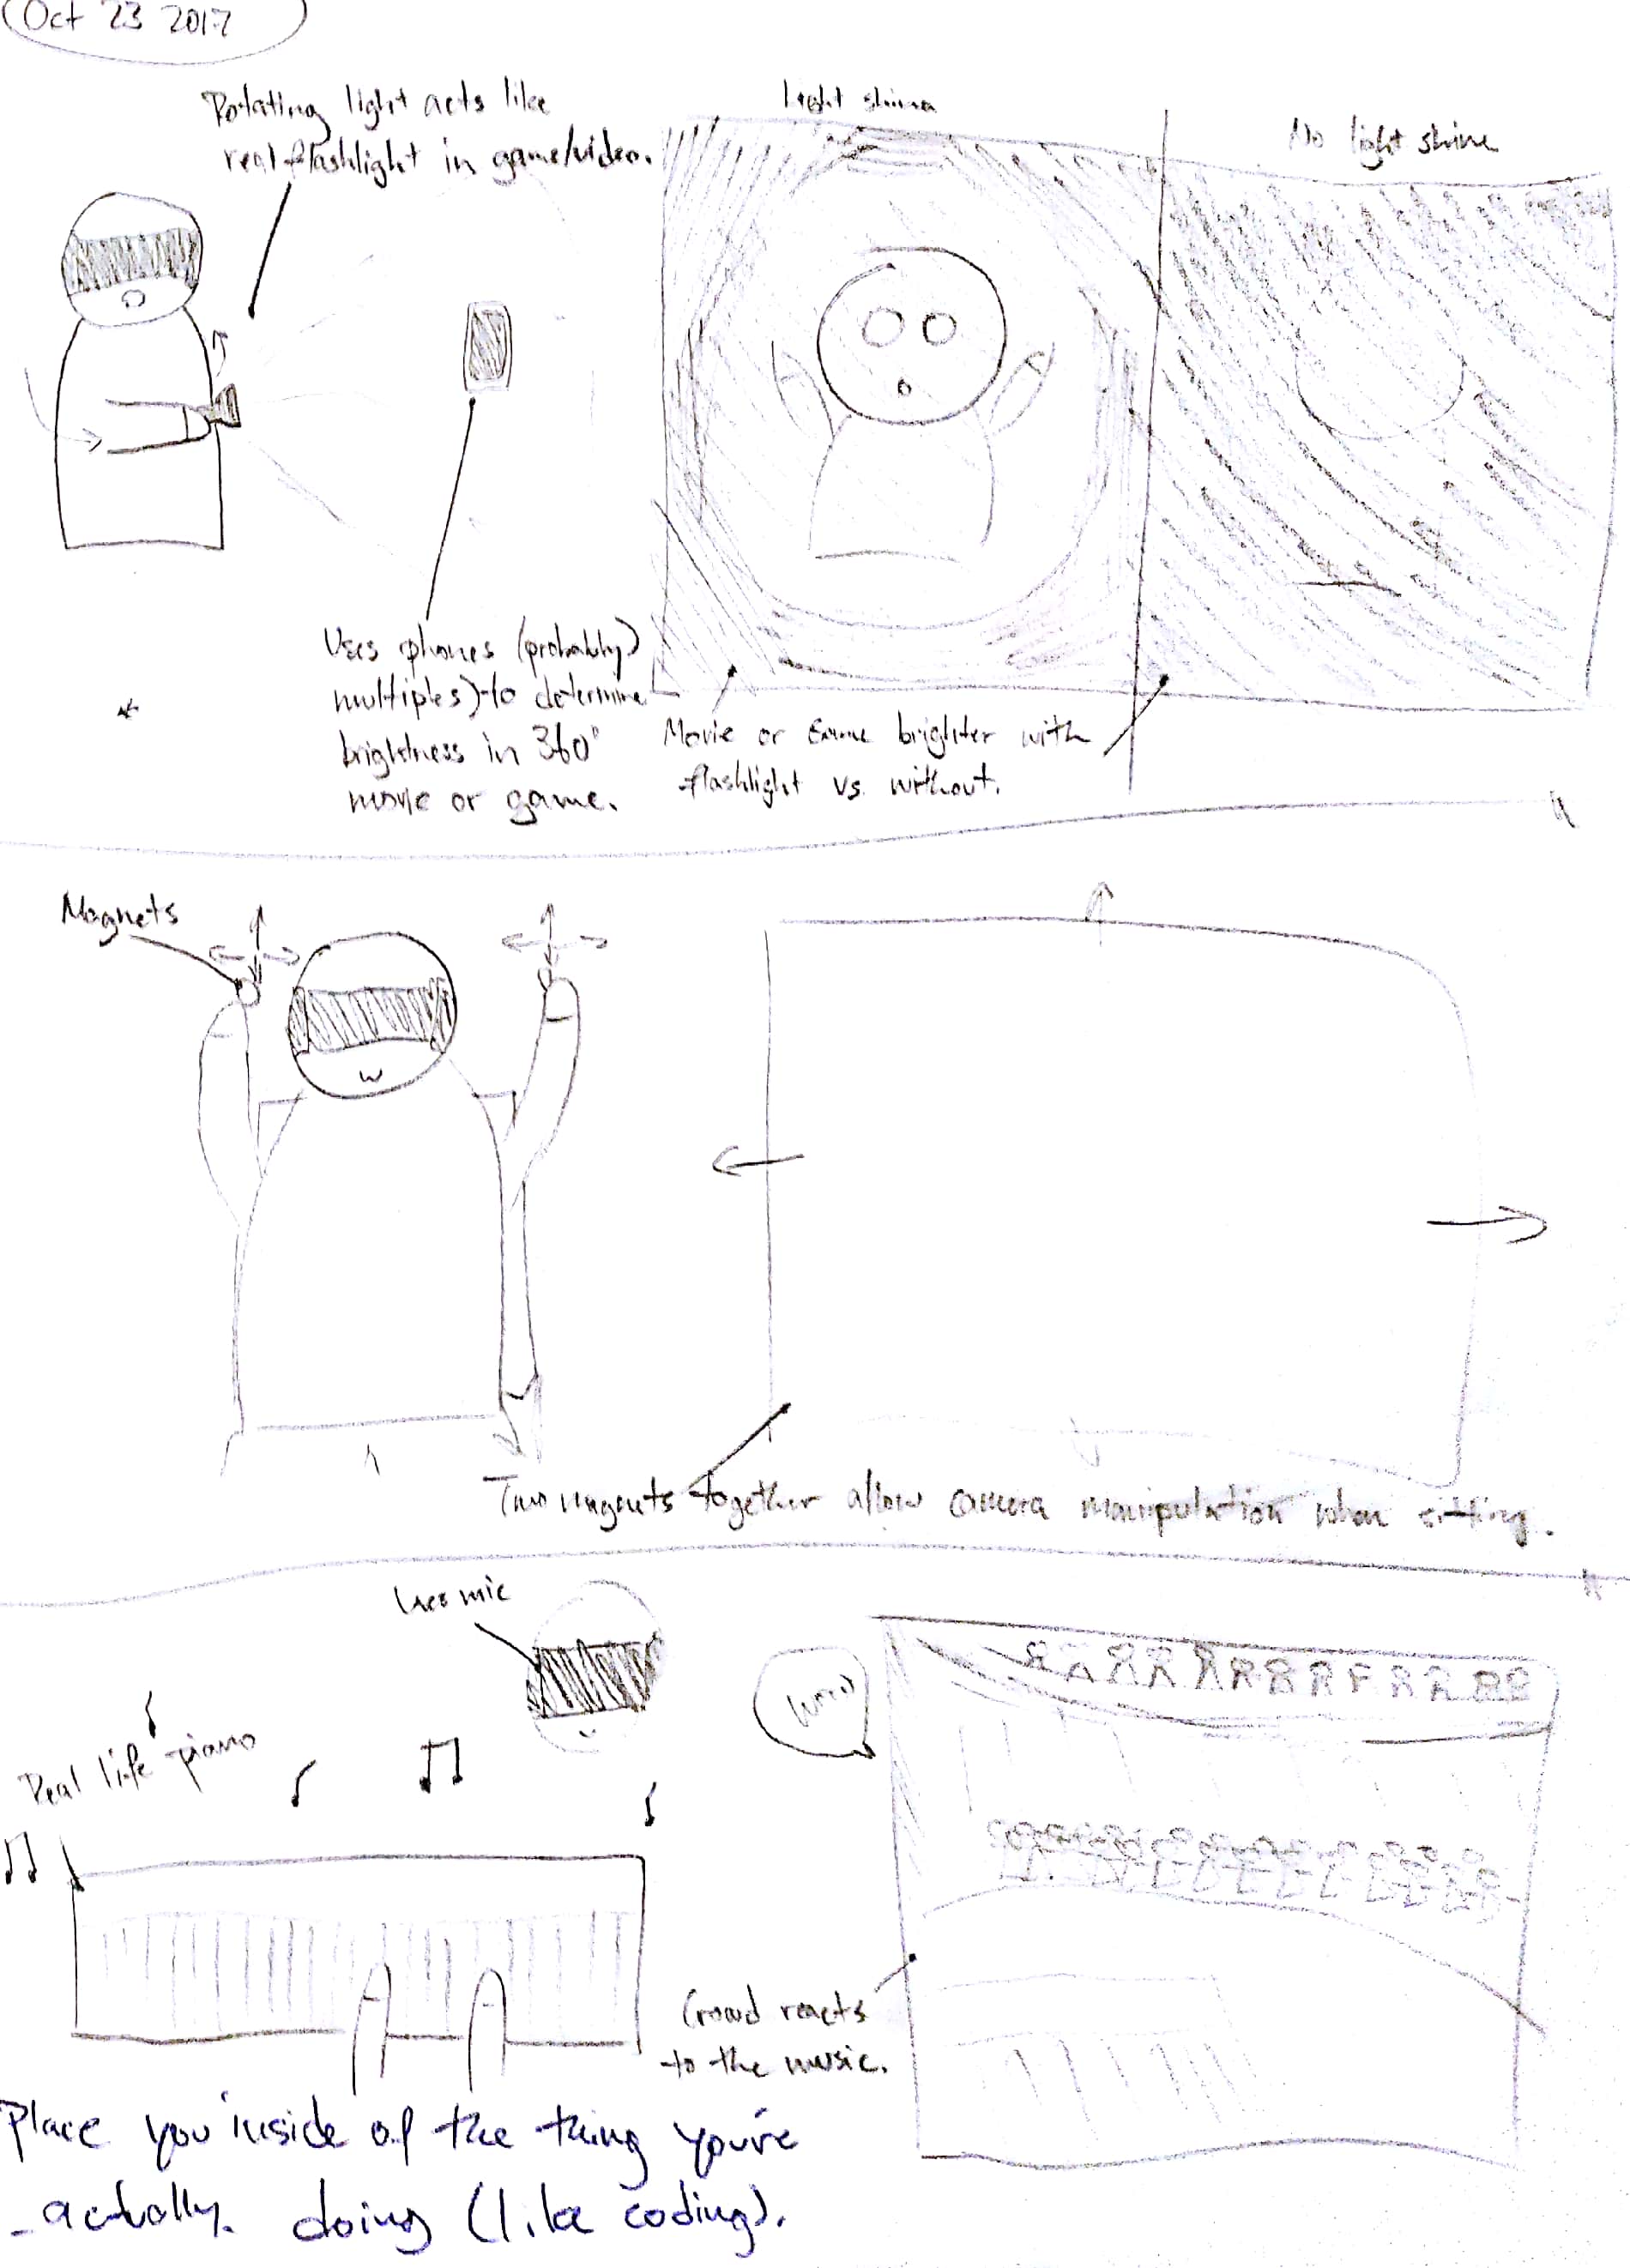 Oct 23 2017
Rotating light acts like
real flashlight in game/video.
Light shine
No light shine
Uses phones (probably
multiples) to determine
brightness in 360°
movie or game.
Movie or Game brighter with
flashlight vs. without.
Magnets
Two magnets together allow camera manipulation when sitting.
Uses mic
Real life piano
Crowd reacts
to the music.
Place you inside of the thing you're
actually doing (like coding).